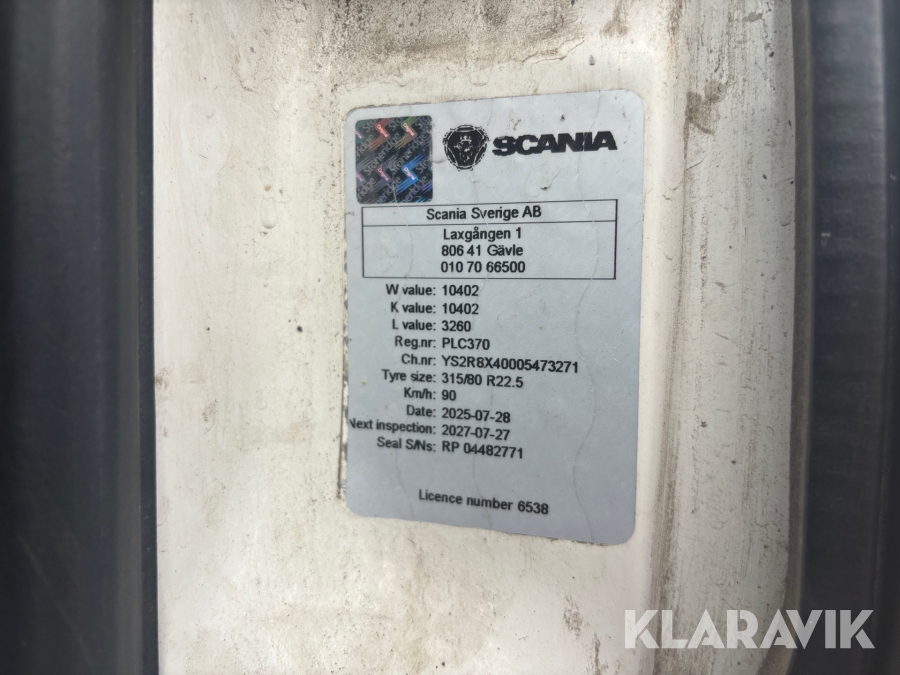 SCANIA
Scania Sverige AB
Laxgången 1
806 41 Gävle
010 70 66500
W value: 10402
K value: 10402
L value: 3260
Reg.nr: PLC370
Ch.nr: YS2R8X40005473271
Tyre size: 315/80 R22.5
Km/h: 90
Date: 2025-07-28
Next inspection: 2027-07-27
Seal S/Ns: RP 04482771
Licence number 6538
KLARAVIK